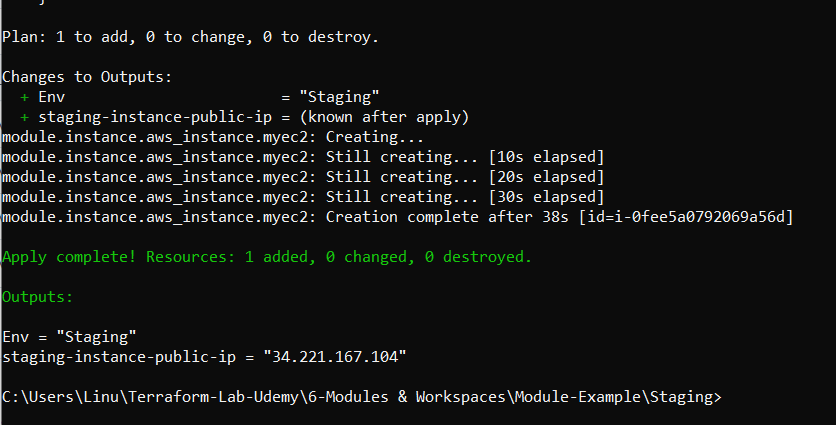 Plan: 1 to add, 0 to change, 0 to destroy.
Changes to Outputs:
+ Env = "Staging"
+ staging-instance-public-ip = (known after apply)
module.instance.aws_instance.myec2: Creating...
module.instance.aws_instance.myec2: Still creating... [10s elapsed]
module.instance.aws_instance.myec2: Still creating... [20s elapsed]
module.instance.aws_instance.myec2: Still creating... [30s elapsed]
module.instance.aws_instance.myec2: Creation complete after 38s [id=i-0fee5a0792069a56d]
Apply complete! Resources: 1 added, 0 changed, 0 destroyed.
Outputs:
Env = "Staging"
staging-instance-public-ip = "34.221.167.104"
C:\Users\Linu\Terraform-Lab-Udemy\6-Modules & Workspaces\Module-Example\Staging>